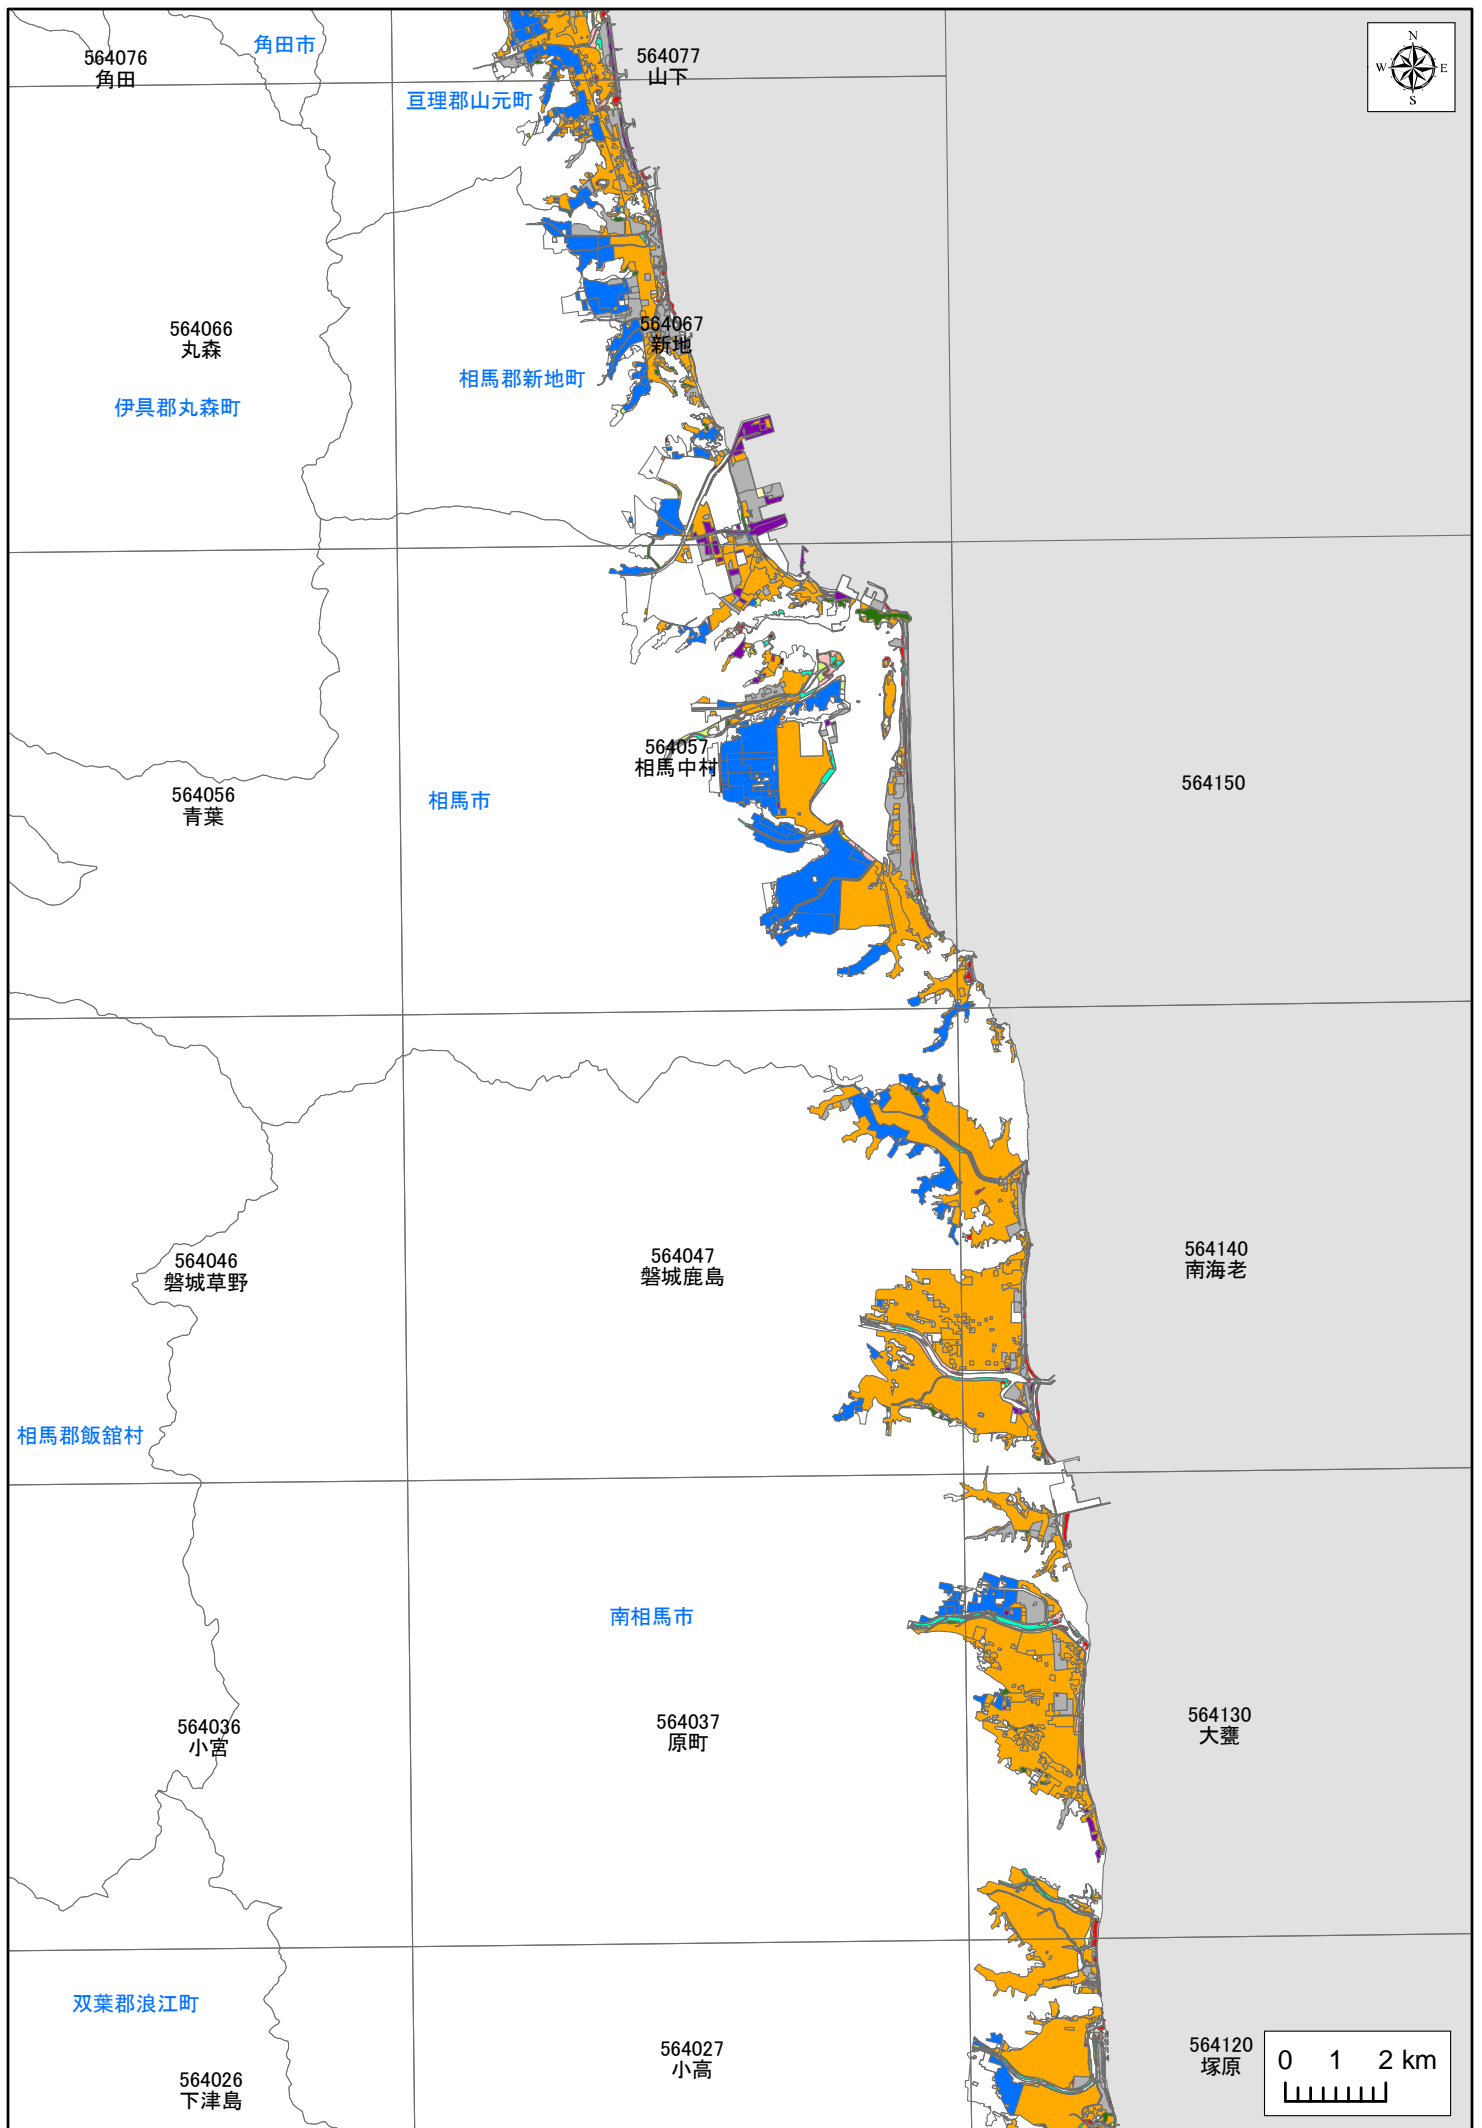 角田市
564076
角田
564077
山下
N
W
E
S
亘理郡山元町
564066
丸森
564067
新地
相馬郡新地町
伊具郡丸森町
564057
相馬中村
564056
青葉
相馬市
564150
564046
磐城草野
564047
磐城鹿島
564140
南海老
相馬郡飯舘村
南相馬市
564036
小宮
564037
原町
564130
大甕
双葉郡浪江町
564026
下津島
564027
小高
564120
塚原
0 1 2 km